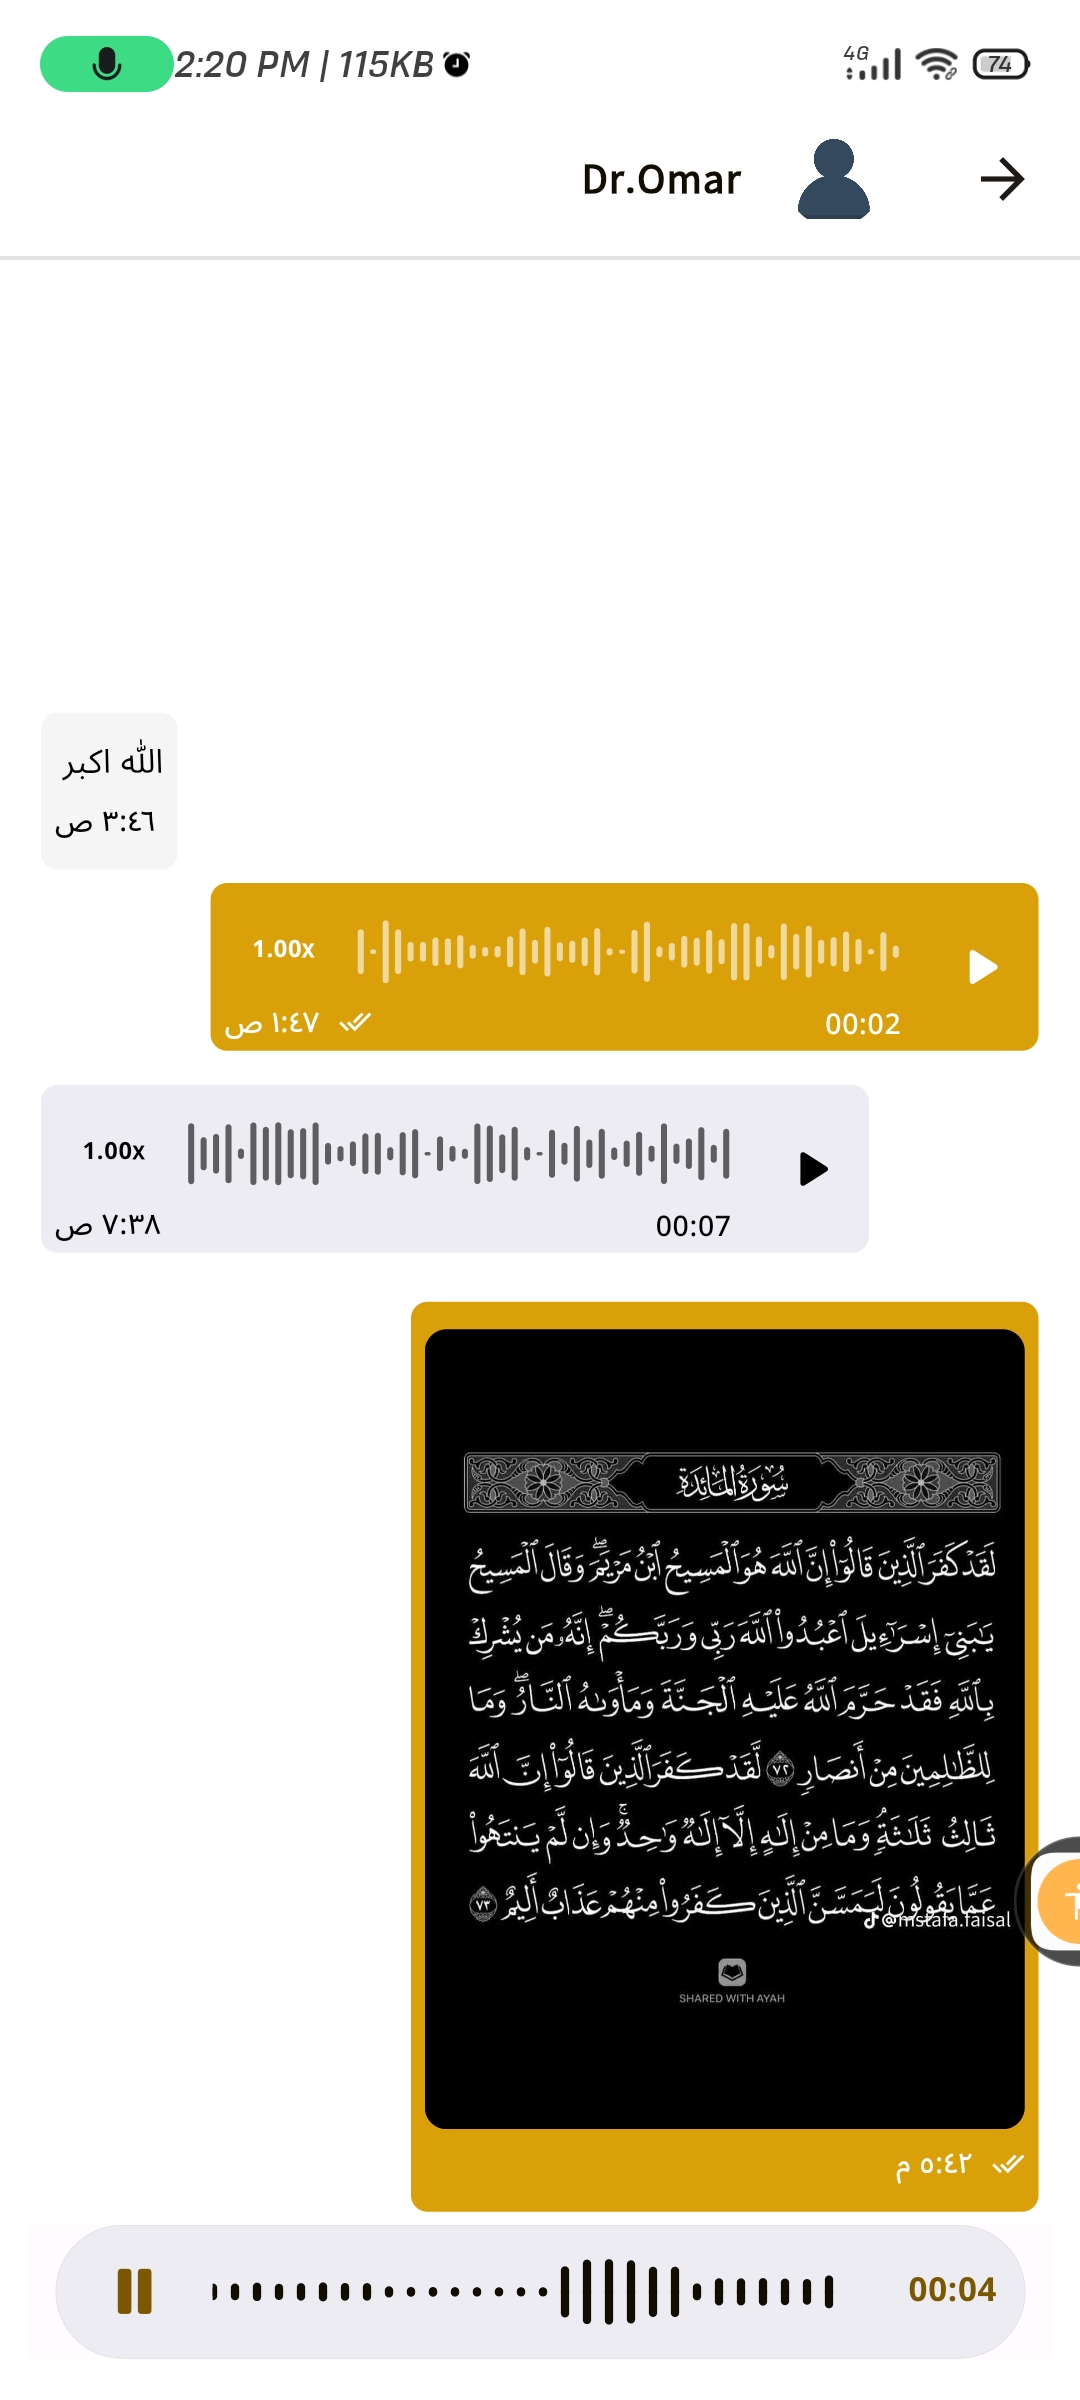 2:20 PM | 115KB
4G
74
Dr.Omar
الله اكبر
٣:٤٦ ص
1.00x
١:٤٧ ص
00:02
1.00x
٧:٣٨ ص
00:07
سُورَةُ المَائِدَة
لَقَدْ كَفَرَ ٱلَّذِينَ قَالُوٓا۟ إِنَّ ٱللَّهَ هُوَ ٱلْمَسِيحُ ٱبْنُ مَرْيَمَ ۖ وَقَالَ ٱلْمَسِيحُ
يَـٰبَنِىٓ إِسْرَٰٓءِيلَ ٱعْبُدُوا۟ ٱللَّهَ رَبِّى وَرَبَّكُمْ ۖ إِنَّهُۥ مَن يُشْرِكْ
بِٱللَّهِ فَقَدْ حَرَّمَ ٱللَّهُ عَلَيْهِ ٱلْجَنَّةَ وَمَأْوَىٰهُ ٱلنَّارُ ۖ وَمَا
لِلظَّـٰلِمِينَ مِنْ أَنصَارٍ ٧٢ لَّقَدْ كَفَرَ ٱلَّذِينَ قَالُوٓا۟ إِنَّ ٱللَّهَ
ثَالِثُ ثَلَـٰثَةٍ ۘ وَمَا مِنْ إِلَـٰهٍ إِلَّآ إِلَـٰهٌ وَٰحِدٌ ۚ وَإِن لَّمْ يَنتَهُوا۟
عَمَّا يَقُولُونَ لَيَمَسَّنَّ ٱلَّذِينَ كَفَرُوا۟ مِنْهُمْ عَذَابٌ أَلِيمٌ ٧٣
@mstafa.faisal
SHARED WITH AYAH
٥:٤٢ م
00:04